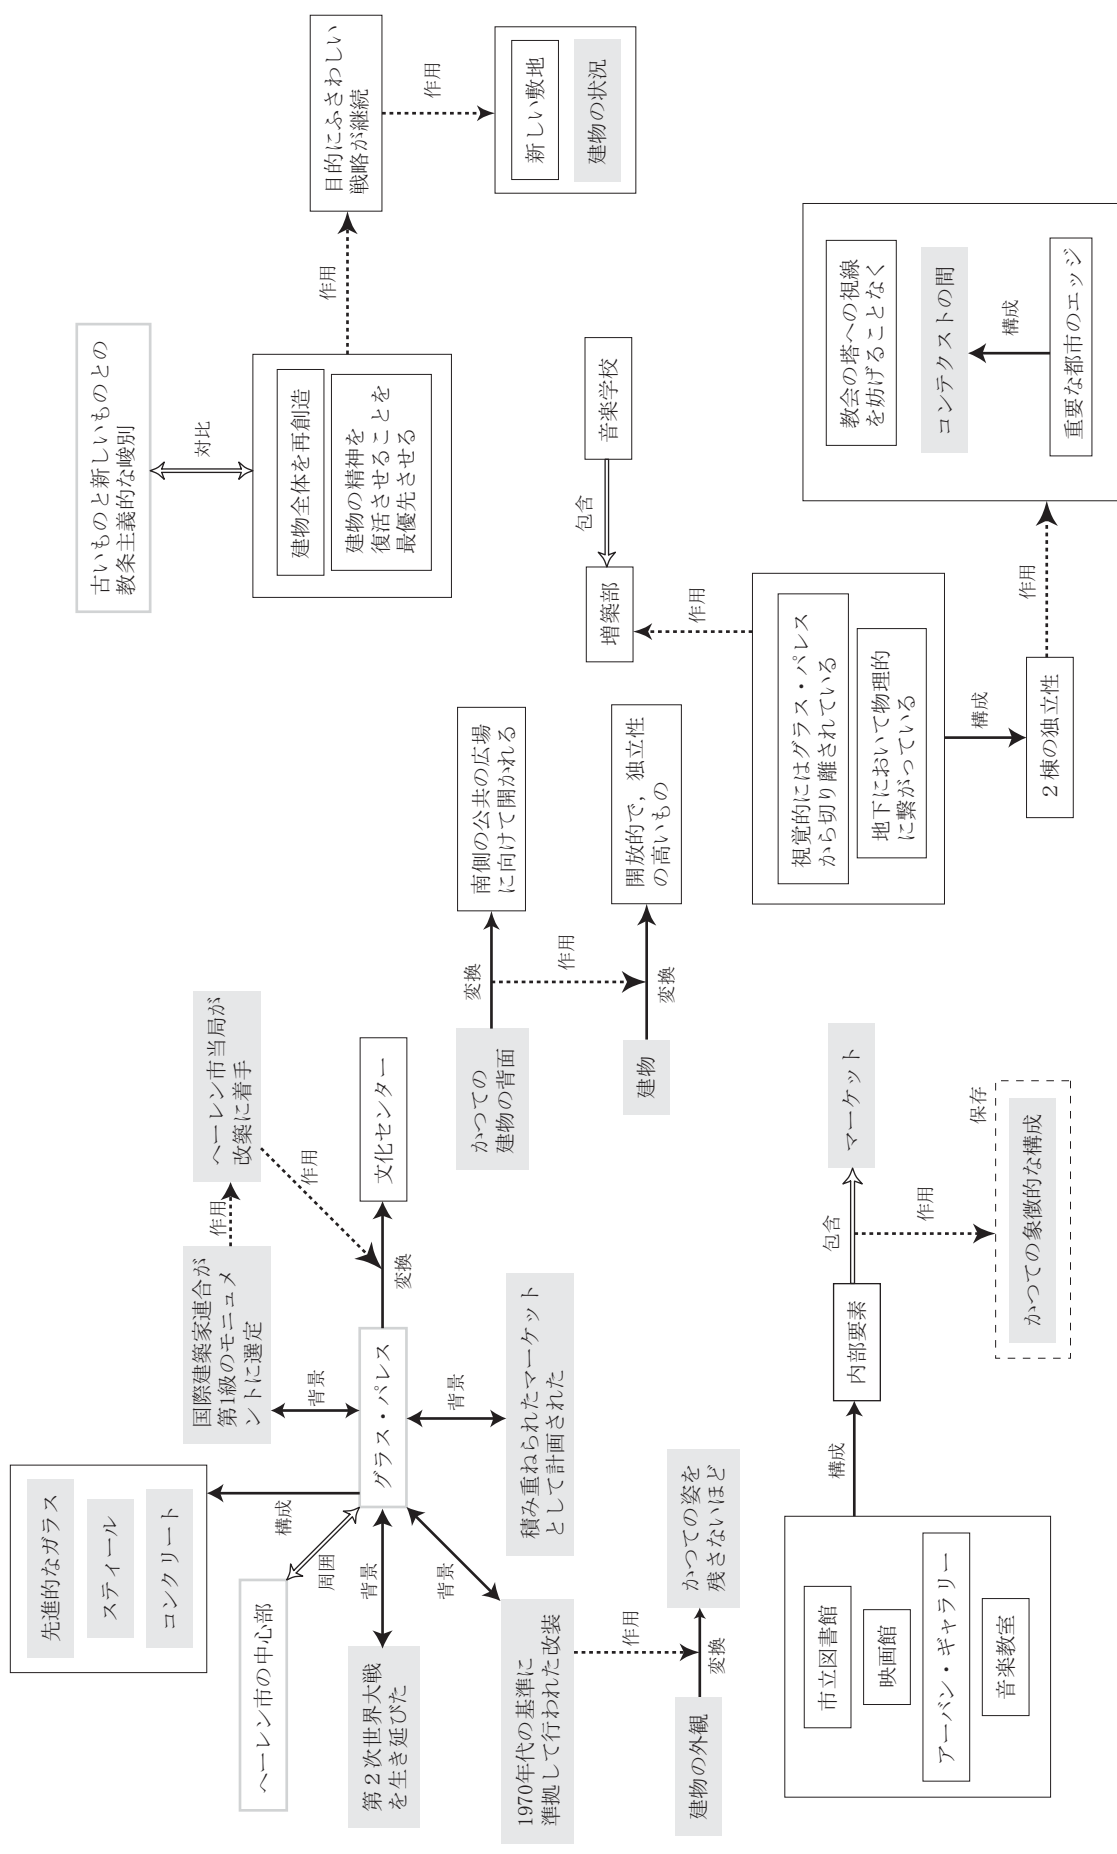 先進的なガラス
スティール
コンクリート
構成
ヘーレン市の中心部
周囲
グラス・パレス
国際建築家連合が
第1級のモニュメ
ントに選定
背景
作用
ヘーレン市当局が
改築に着手
作用
変換
文化センター
第２次世界大戦
を生き延びた
背景
1970年代の基準に
準拠して行われた改装
背景
積み重ねられたマーケット
として計画された
背景
作用
建物の外観
変換
かつての姿を
残さないほど
市立図書館
映画館
アーバン・ギャラリー
音楽教室
構成
内部要素
包含
マーケット
作用
保存
かつての象徴的な構成
かつての
建物の背面
変換
南側の公共の広場
に向けて開かれる
作用
建物
変換
開放的で，独立性
の高いもの
古いものと新しいものとの
教条主義的な峻別
対比
建物全体を再創造
建物の精神を
復活させることを
最優先させる
作用
目的にふさわしい
戦略が継続
作用
新しい敷地
建物の状況
音楽学校
包含
増築部
作用
視覚的にはグラス・パレス
から切り離されている
地下において物理的
に繋がっている
構成
２棟の独立性
作用
教会の塔への視線
を妨げることなく
コンテクストの間
構成
重要な都市のエッジ